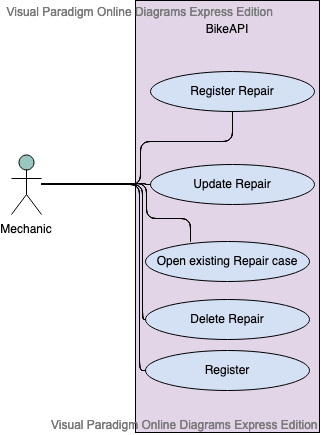 Visual Paradigm Online Diagrams Express Edition
BikeAPI
Register Repair
Update Repair
Mechanic
Open existing Repair case
Delete Repair
Register
Visual Paradigm Online Diagrams Express Edition